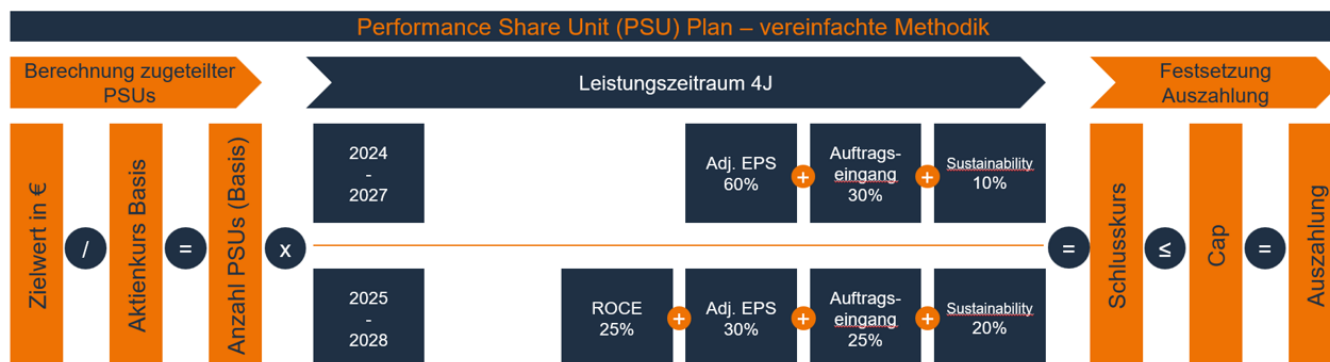 Performance Share Unit (PSU) Plan – vereinfachte Methodik
Berechnung zugeteilter
PSUs
Leistungszeitraum 4J
Festsetzung
Auszahlung
Zielwert in €
/
Aktienkurs Basis
=
Anzahl PSUs (Basis)
x
2024
-
2027
Adj. EPS
60%
+
Auftrags-
eingang
30%
+
Sustainability
10%
2025
-
2028
ROCE
25%
+
Adj. EPS
30%
+
Auftrags-
eingang
25%
+
Sustainability
20%
=
Schlusskurs
≤
Cap
=
Auszahlung